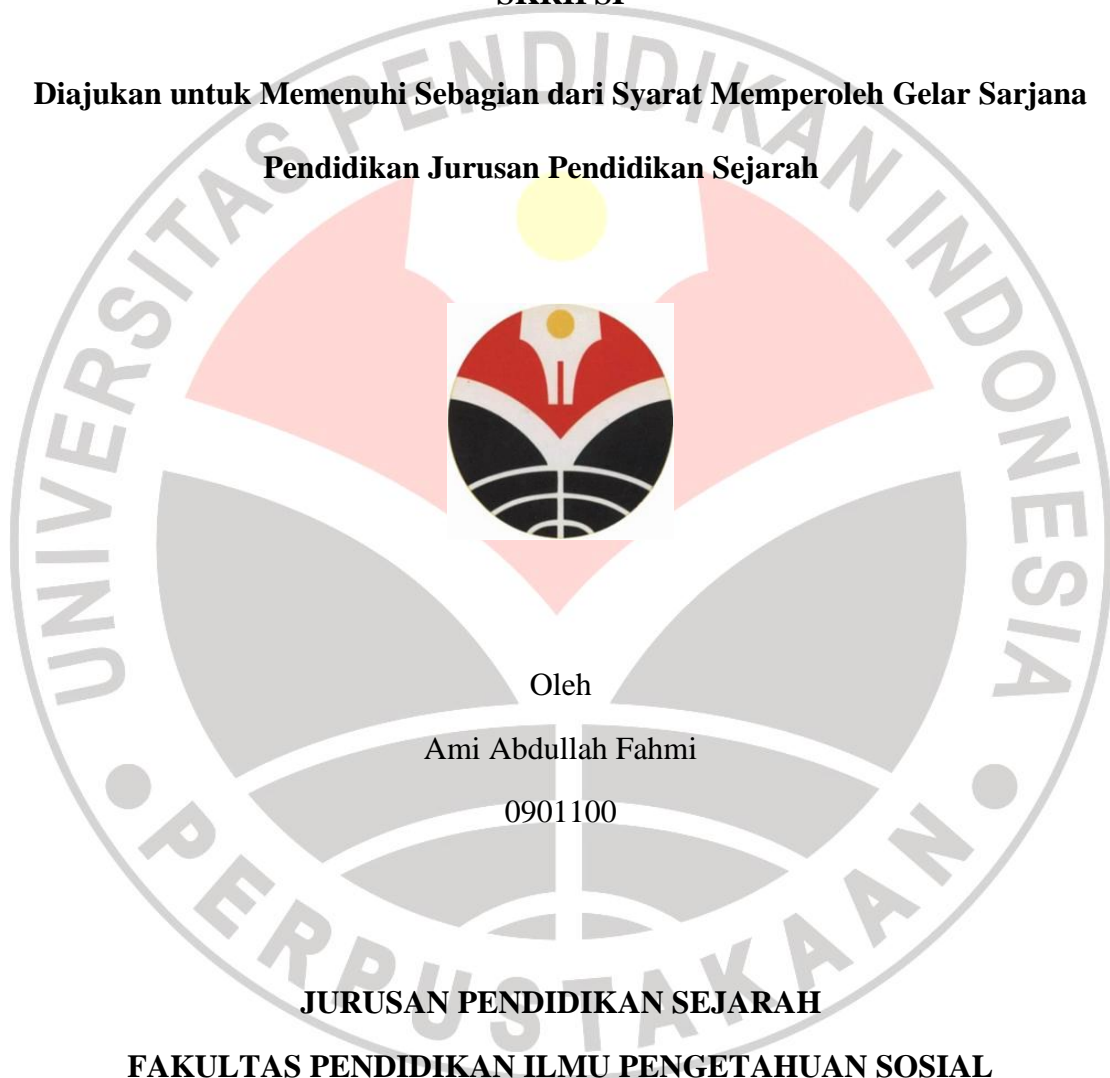 SKRIPSI
Diajukan untuk Memenuhi Sebagian dari Syarat Memperoleh Gelar Sarjana
Pendidikan Jurusan Pendidikan Sejarah
Oleh
Ami Abdullah Fahmi
0901100
JURUSAN PENDIDIKAN SEJARAH
FAKULTAS PENDIDIKAN ILMU PENGETAHUAN SOSIAL
UNIVERSITAS PENDIDIKAN INDONESIA
PERPUSTAKAAN